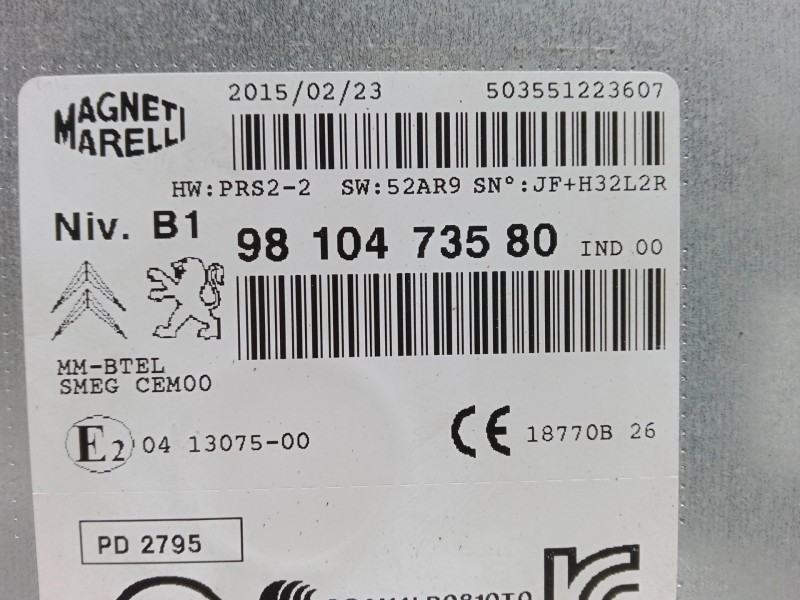 MAGNETI
MARELLI
2015/02/23 503551223607
HW:PRS2-2 SW:52AR9 SN°:JF+H32L2R
Niv. B1
98 104 735 80 IND 00
MM-BTEL
SMEG CEM00
E2 04 13075-00
CE 18770B 26
PD 2795